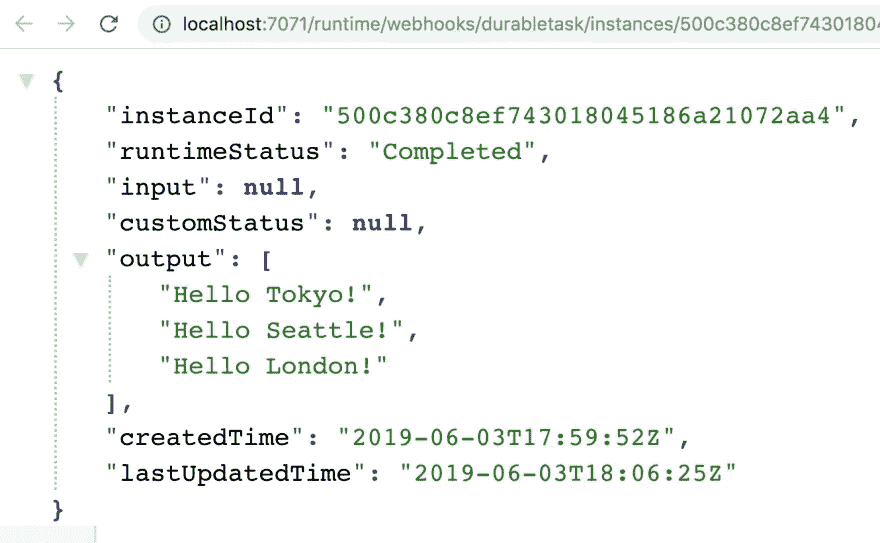 localhost:7071/runtime/webhooks/durabletask/instances/500c380c8ef74301804
{
"instanceId": "500c380c8ef743018045186a21072aa4",
"runtimeStatus": "Completed",
"input": null,
"customStatus": null,
"output": [
"Hello Tokyo!",
"Hello Seattle!",
"Hello London!"
],
"createdTime": "2019-06-03T17:59:52Z",
"lastUpdatedTime": "2019-06-03T18:06:25Z"
}